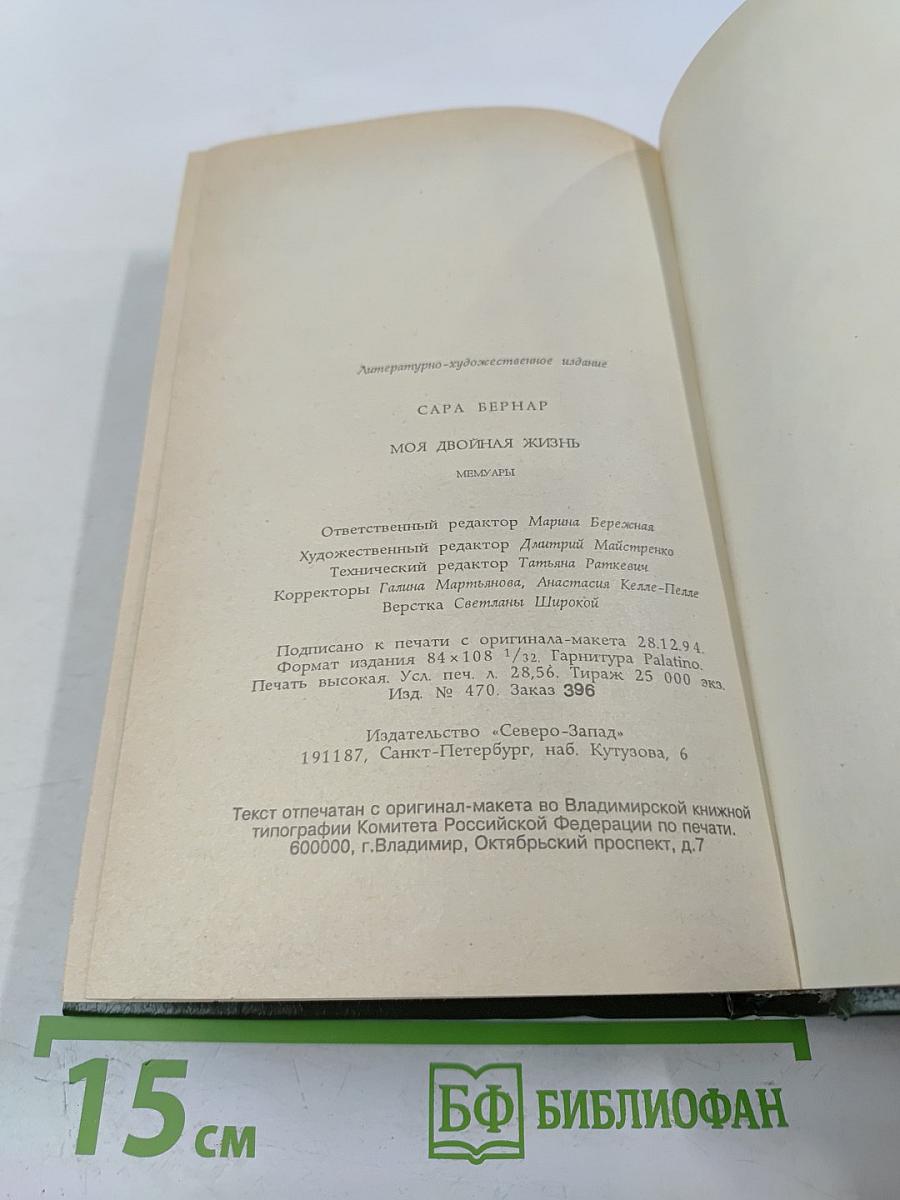 Литературно-художественное издание
САРА БЕРНАР
МОЯ ДВОЙНАЯ ЖИЗНЬ
МЕМУАРЫ
Ответственный редактор Марина Бережная
Художественный редактор Дмитрий Майстренко
Технический редактор Татьяна Раткевич
Корректоры Галина Мартьянова, Анастасия Келле-Пелле
Верстка Светланы Широкой
Подписано к печати с оригинала-макета 28.12.94.
Формат издания 84×108 1/32. Гарнитура Palatino.
Печать высокая. Усл. печ. л. 28,56. Тираж 25 000 экз.
Изд. № 470. Заказ 396
Издательство «Северо-Запад»
191187, Санкт-Петербург, наб. Кутузова, 6
Текст отпечатан с оригинал-макета во Владимирской книжной
типографии Комитета Российской Федерации по печати.
600000, г.Владимир, Октябрьский проспект, д.7
15 см
БФ БИБЛИОФАН